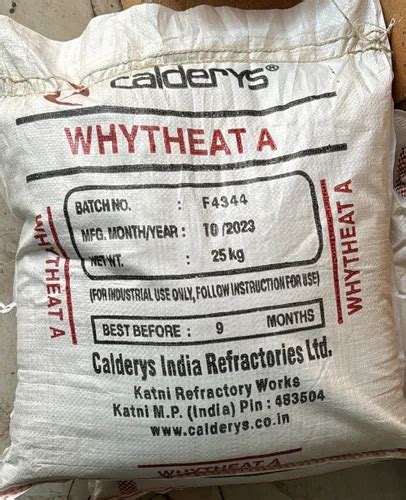 calderys®
WHYTHEAT A
BATCH NO. : F4344
MFG. MONTH/YEAR : 10/2023
NET WT. : 25 kg
(FOR INDUSTRIAL USE ONLY, FOLLOW INSTRUCTION FOR USE)
BEST BEFORE : 9 MONTHS
Calderys India Refractories Ltd.
Katni Refractory Works
Katni M.P. (India) Pin : 483504
www.calderys.co.in
WHYTHEAT A
WHYTHEAT A
WHYTHEAT A